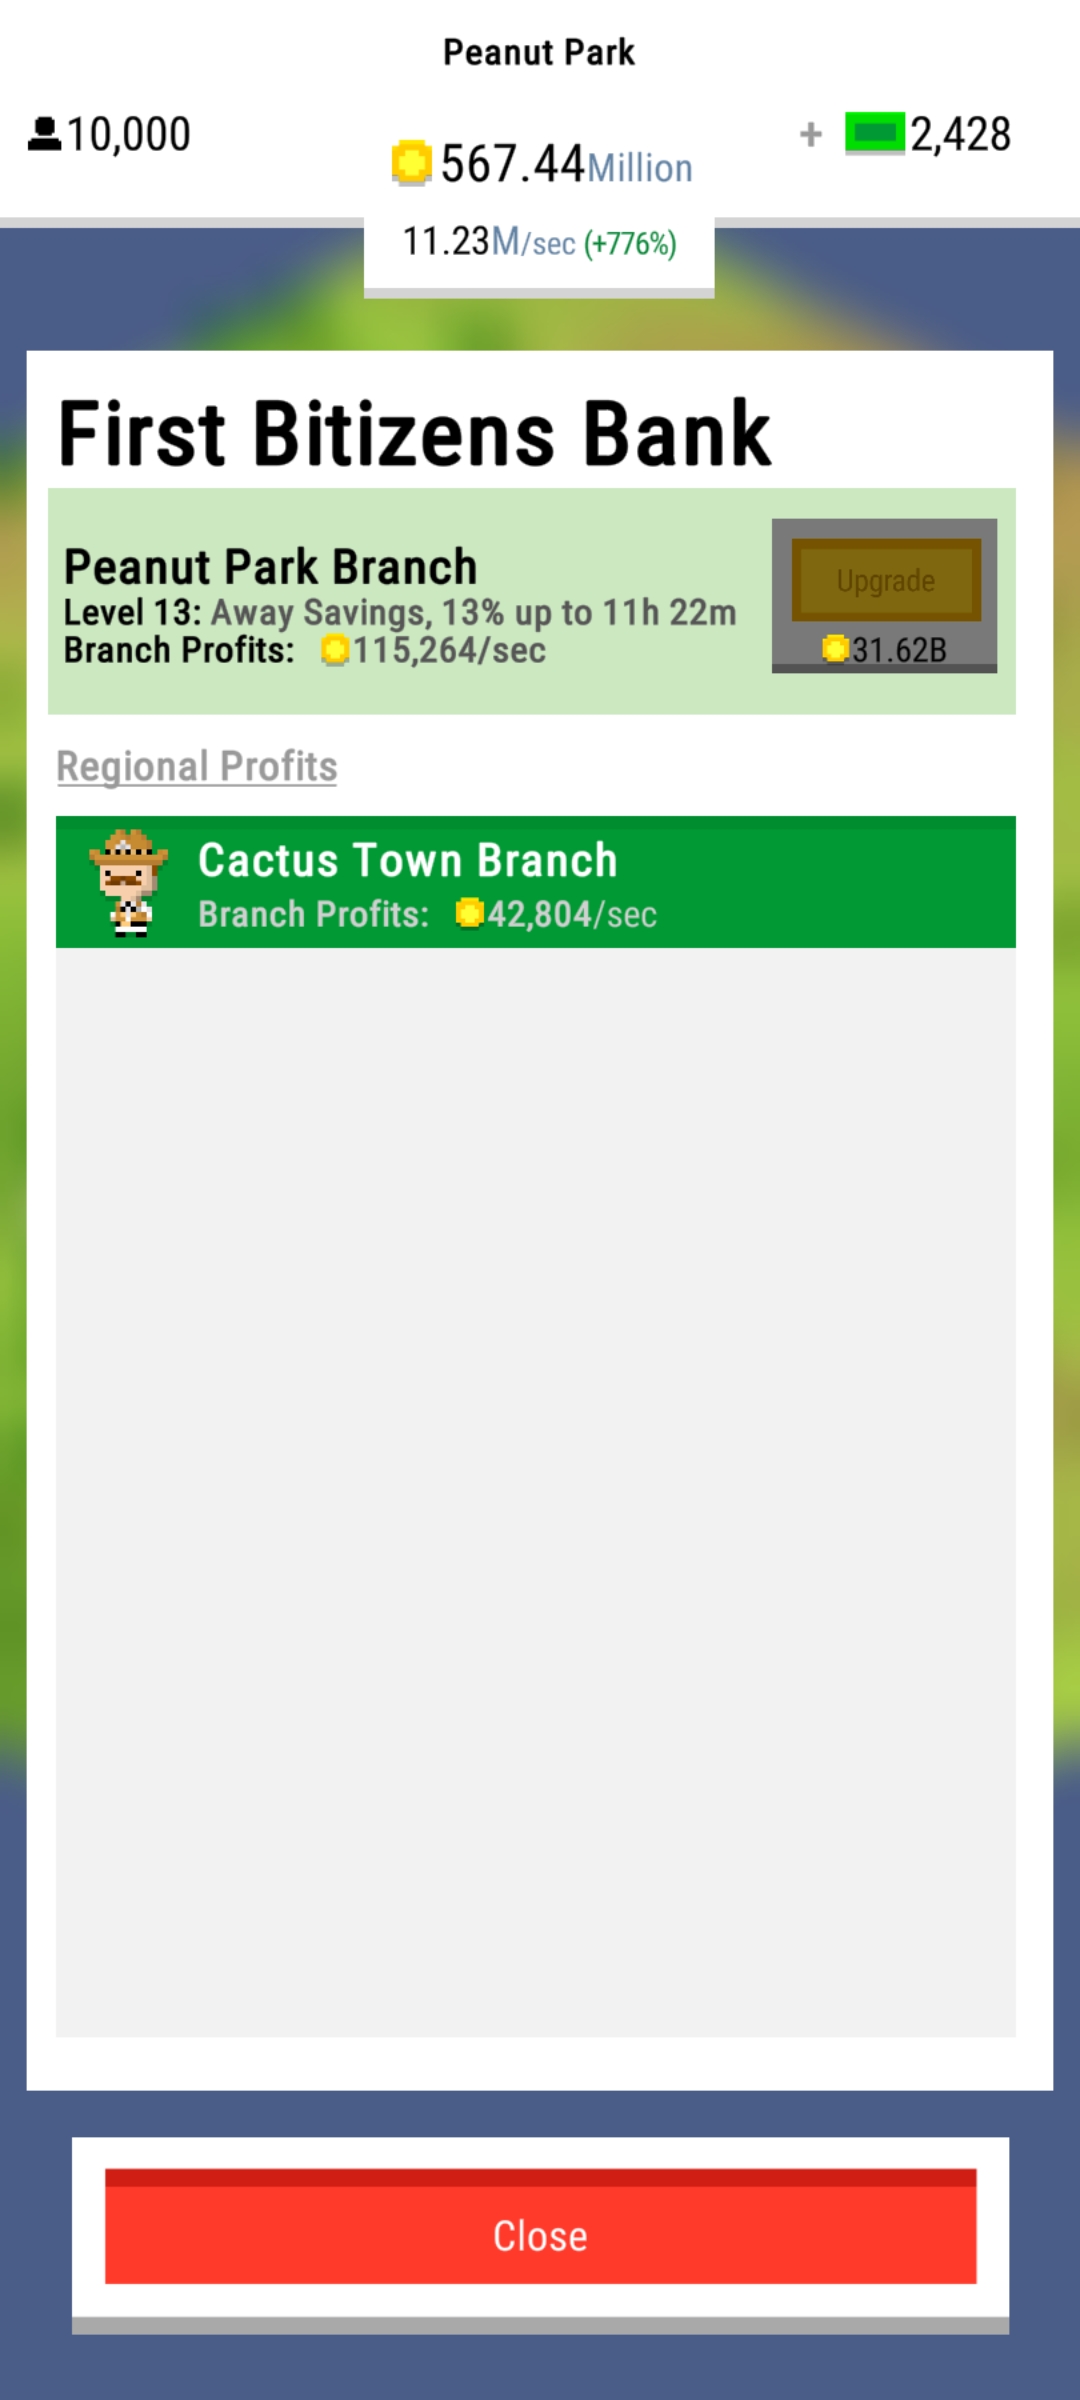 Peanut Park
10,000
567.44Million
+ 2,428
11.23M/sec (+776%)
First Bitizens Bank
Peanut Park Branch
Level 13: Away Savings, 13% up to 11h 22m
Branch Profits: 115,264/sec
Upgrade
31.62B
Regional Profits
Cactus Town Branch
Branch Profits: 42,804/sec
Close